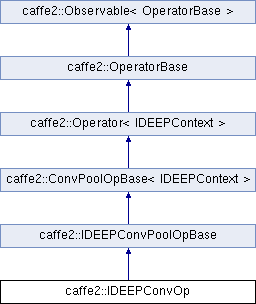 caffe2::Observable< OperatorBase >
caffe2::OperatorBase
caffe2::Operator< IDEEPContext >
caffe2::ConvPoolOpBase< IDEEPContext >
caffe2::IDEEPConvPoolOpBase
caffe2::IDEEPConvOp